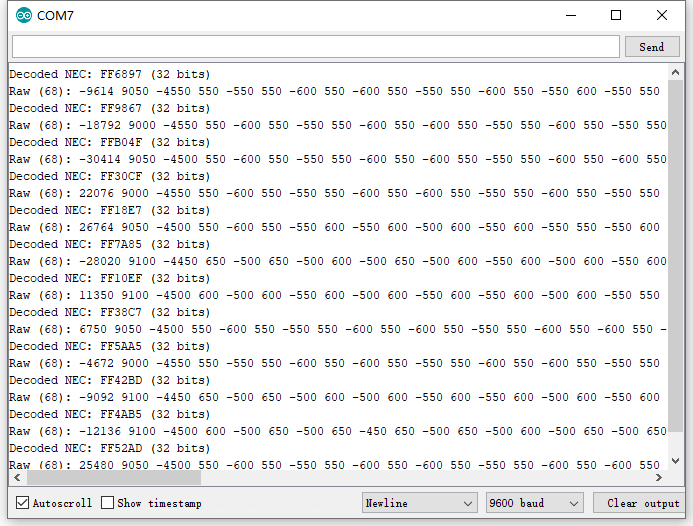 COM7
Send
Decoded NEC: FF6897 (32 bits)
Raw (68): -9614 9050 -4550 550 -550 550 -600 550 -600 550 -550 550 -550 600 -550 550 -550 600 -550 550
Decoded NEC: FF9867 (32 bits)
Raw (68): -18792 9000 -4550 550 -600 550 -550 550 -550 550 -600 550 -550 550 -600 550 -550 550
Decoded NEC: FFB04F (32 bits)
Raw (68): -30414 9050 -4500 550 -600 550 -550 550 -600 550 -550 550 -550 600 -550 550 -550 550
Decoded NEC: FF30CF (32 bits)
Raw (68): 22076 9000 -4550 550 -600 550 -550 550 -600 550 -550 550 -600 550 -550 550 -550 550
Decoded NEC: FF18E7 (32 bits)
Raw (68): 26764 9050 -4500 550 -550 600 -500 600 -550 550 -600 550 -550 550 -550 600
Decoded NEC: FF7A85 (32 bits)
Raw (68): -28020 9100 -4450 650 -500 650 -500 600 -500 650 -500 600 -550 600 -500 600 -550 600
Decoded NEC: FF10EF (32 bits)
Raw (68): 11350 9100 -4500 600 -500 600 -550 600 -500 600 -550 600 -500 600 -550 550
Decoded NEC: FF38C7 (32 bits)
Raw (68): 6750 9050 -4500 550 -600 550 -550 550 -600 550 -550 550 -550 600 -550 550 -
Decoded NEC: FF5AA5 (32 bits)
Raw (68): -4672 9000 -4550 550 -550 550 -600 550 -550 550 -600 550 -550 550 -600 550
Decoded NEC: FF42BD (32 bits)
Raw (68): -9092 9100 -4450 650 -500 650 -500 600 -500 600 -550 600 -500 600 -550 600
Decoded NEC: FF4AB5 (32 bits)
Raw (68): -12136 9100 -4500 600 -500 650 -500 650 -450 650 -500 600 -500 650 -500 650
Decoded NEC: FF52AD (32 bits)
Raw (68): 25480 9050 -4500 550 -600 550 -550 550 -600 550 -550 550 -600 550 -550 550
Autoscroll
Show timestamp
Newline
9600 baud
Clear output